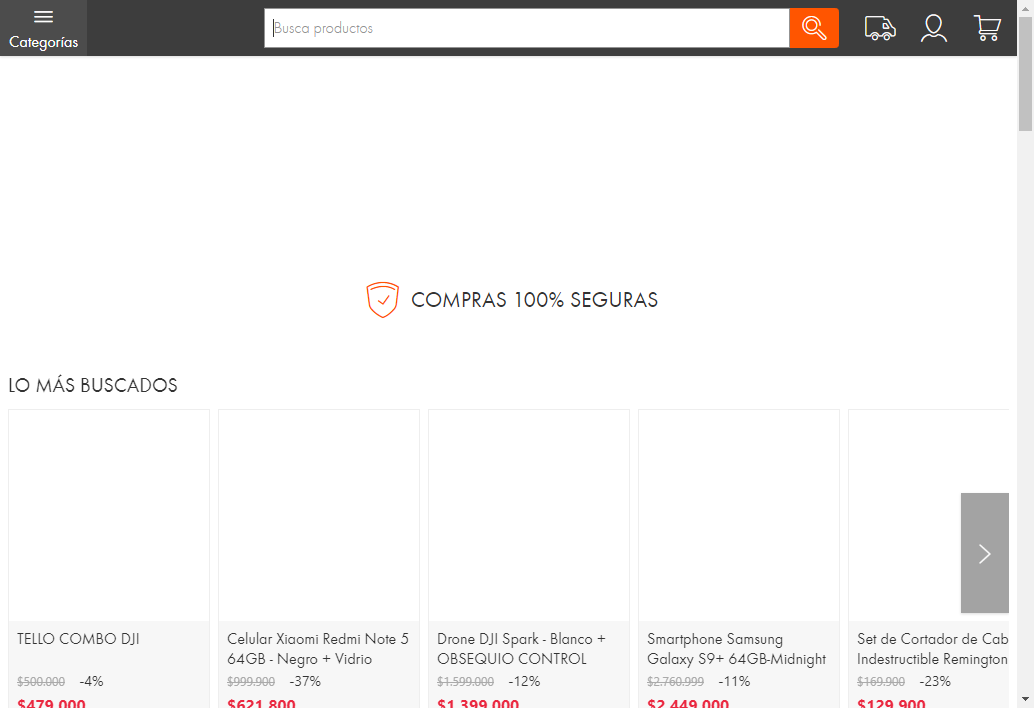 Categorías
Busca productos
COMPRAS 100% SEGURAS
LO MÁS BUSCADOS
TELLO COMBO DJI
$500.000 -4%
$479.000
Celular Xiaomi Redmi Note 5
64GB - Negro + Vidrio
$999.900 -37%
$621.800
Drone DJI Spark - Blanco +
OBSEQUIO CONTROL
$1.599.000 -12%
$1.399.000
Smartphone Samsung
Galaxy S9+ 64GB-Midnight
$2.760.999 -11%
$2.449.000
Set de Cortador de Cab
Indestructible Remington
$169.900 -23%
$129.900